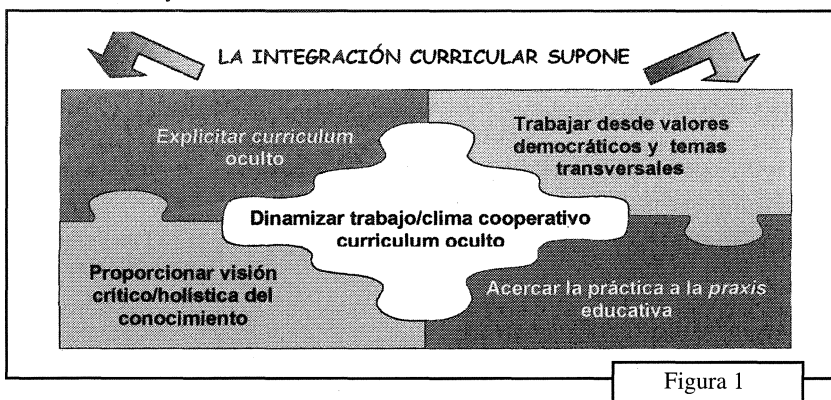 LA INTEGRACIÓN CURRICULAR SUPONE
Explicitar curriculum
oculto
Trabajar desde valores
democráticos y temas
transversales
Dinamizar trabajo/clima cooperativo
curriculum oculto
Proporcionar visión
crítico/holística del
conocimiento
Acercar la práctica a la praxis
educativa
Figura 1